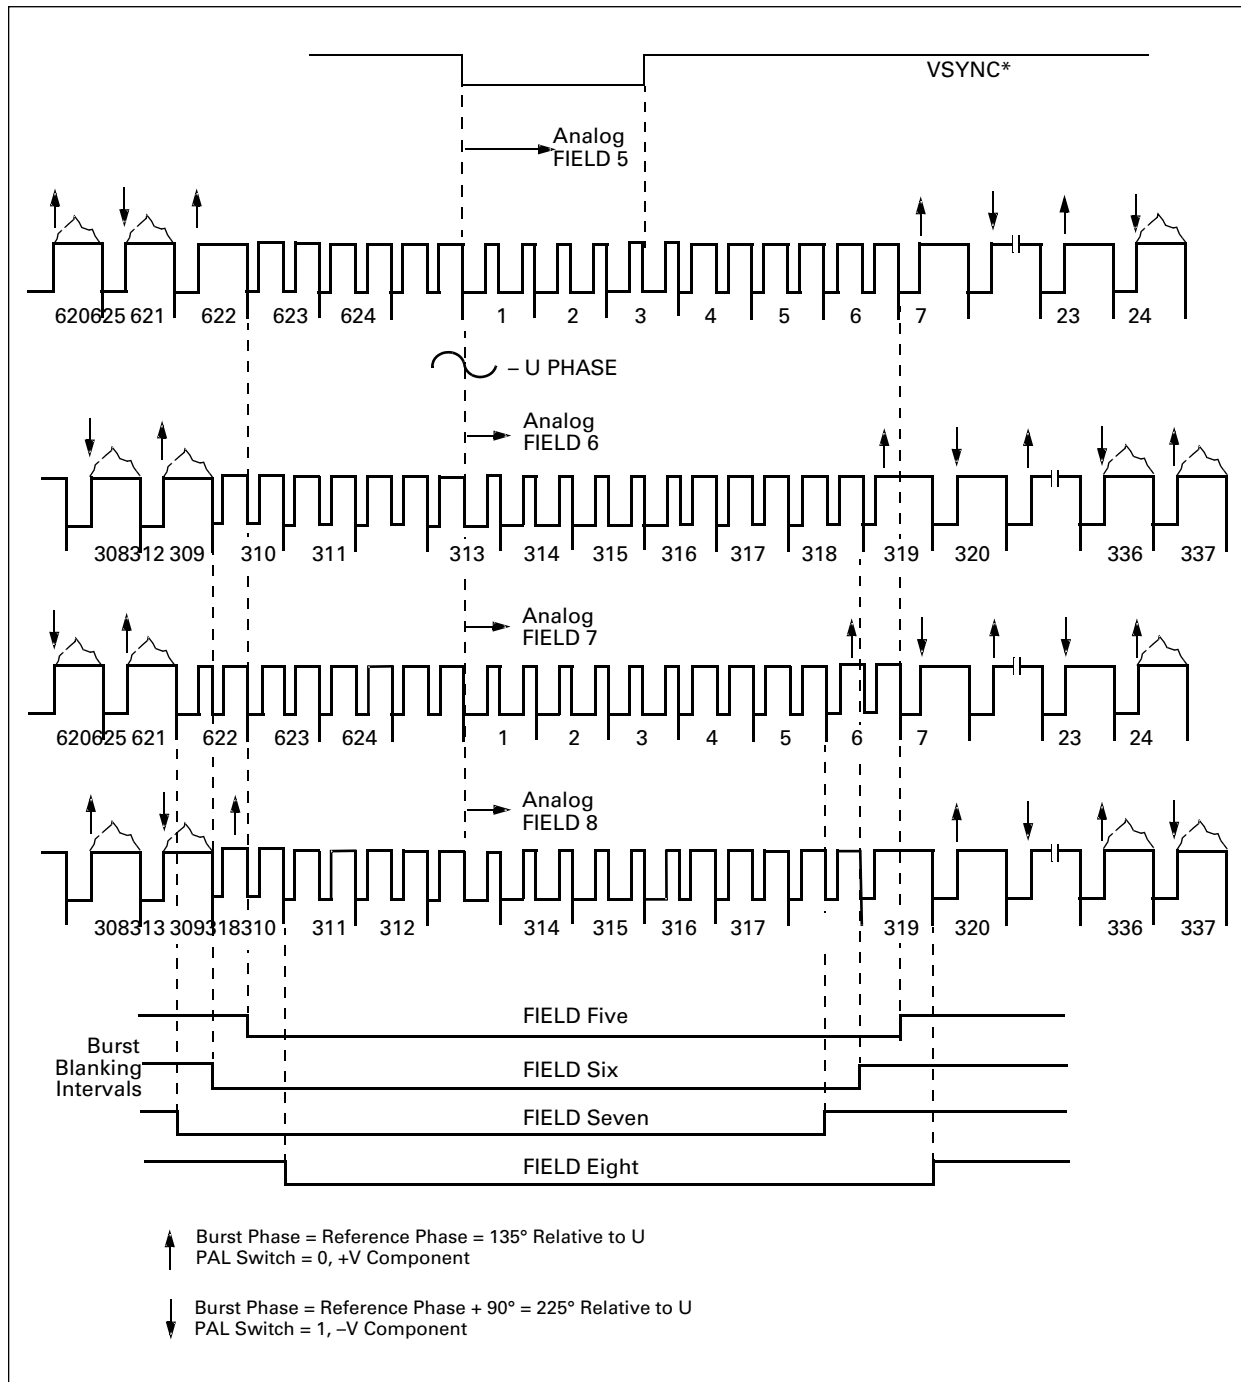 VSYNC*
Analog
FIELD 5
620625 621 622 623 624 1 2 3 4 5 6 7 23 24
– U PHASE
Analog
FIELD 6
308312 309 310 311 313 314 315 316 317 318 319 320 336 337
Analog
FIELD 7
620625 621 622 623 624 1 2 3 4 5 6 7 23 24
Analog
FIELD 8
308313 309318310 311 312 314 315 316 317 319 320 336 337
FIELD Five
Burst
Blanking
Intervals
FIELD Six
FIELD Seven
FIELD Eight
Burst Phase = Reference Phase = 135° Relative to U
PAL Switch = 0, +V Component
Burst Phase = Reference Phase + 90° = 225° Relative to U
PAL Switch = 1, –V Component